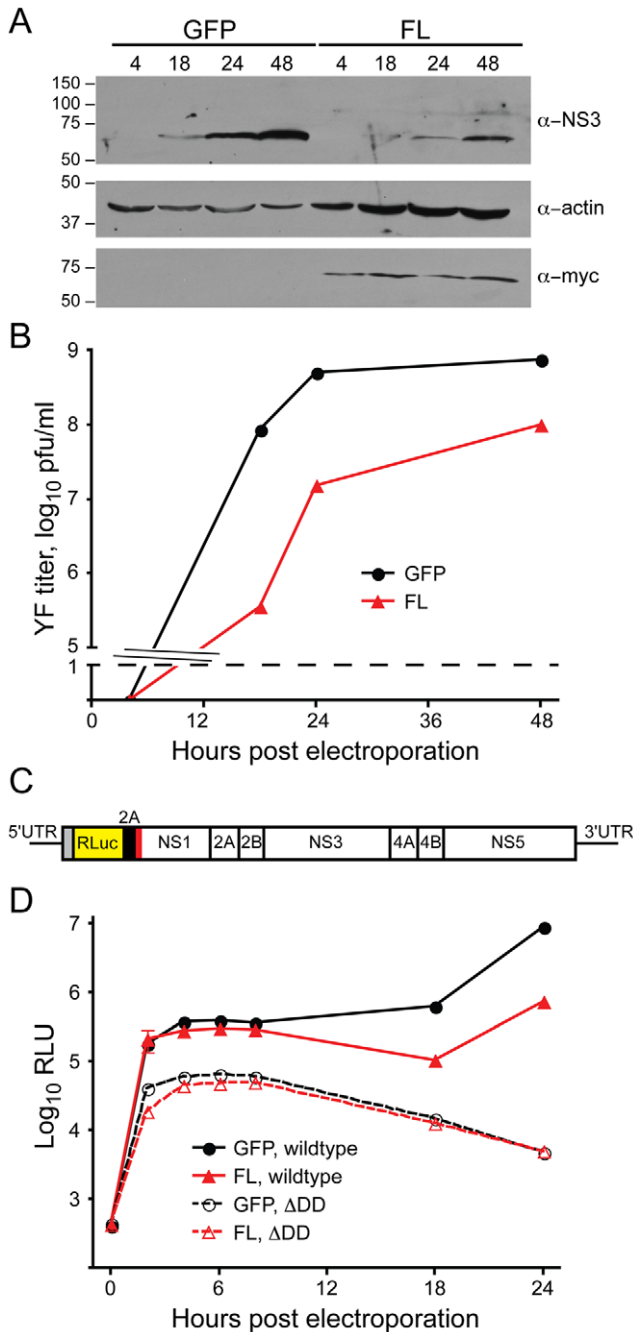 A
GFP FL
4 18 24 48 4 18 24 48
150
100
75
50
α-NS3
50
37
α-actin
75
50
α-myc
B
YF titer, log10 pfu/ml
9
8
7
6
5
1
GFP
FL
0 12 24 36 48
Hours post electroporation
C
2A
5'UTR RLuc NS1 2A 2B NS3 4A 4B NS5 3'UTR
D
Log10 RLU
7
6
5
4
3
GFP, wildtype
FL, wildtype
GFP, ΔDD
FL, ΔDD
0 6 12 18 24
Hours post electroporation